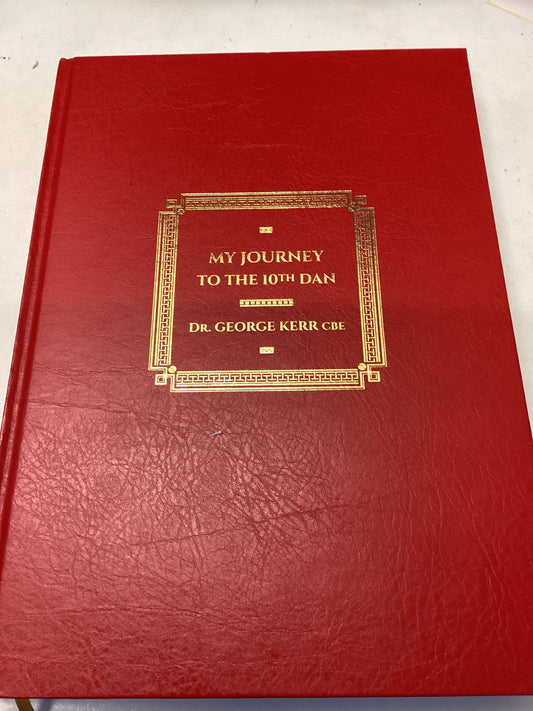 MY JOURNEY
TO THE 10TH DAN
DR. GEORGE KERR CBE